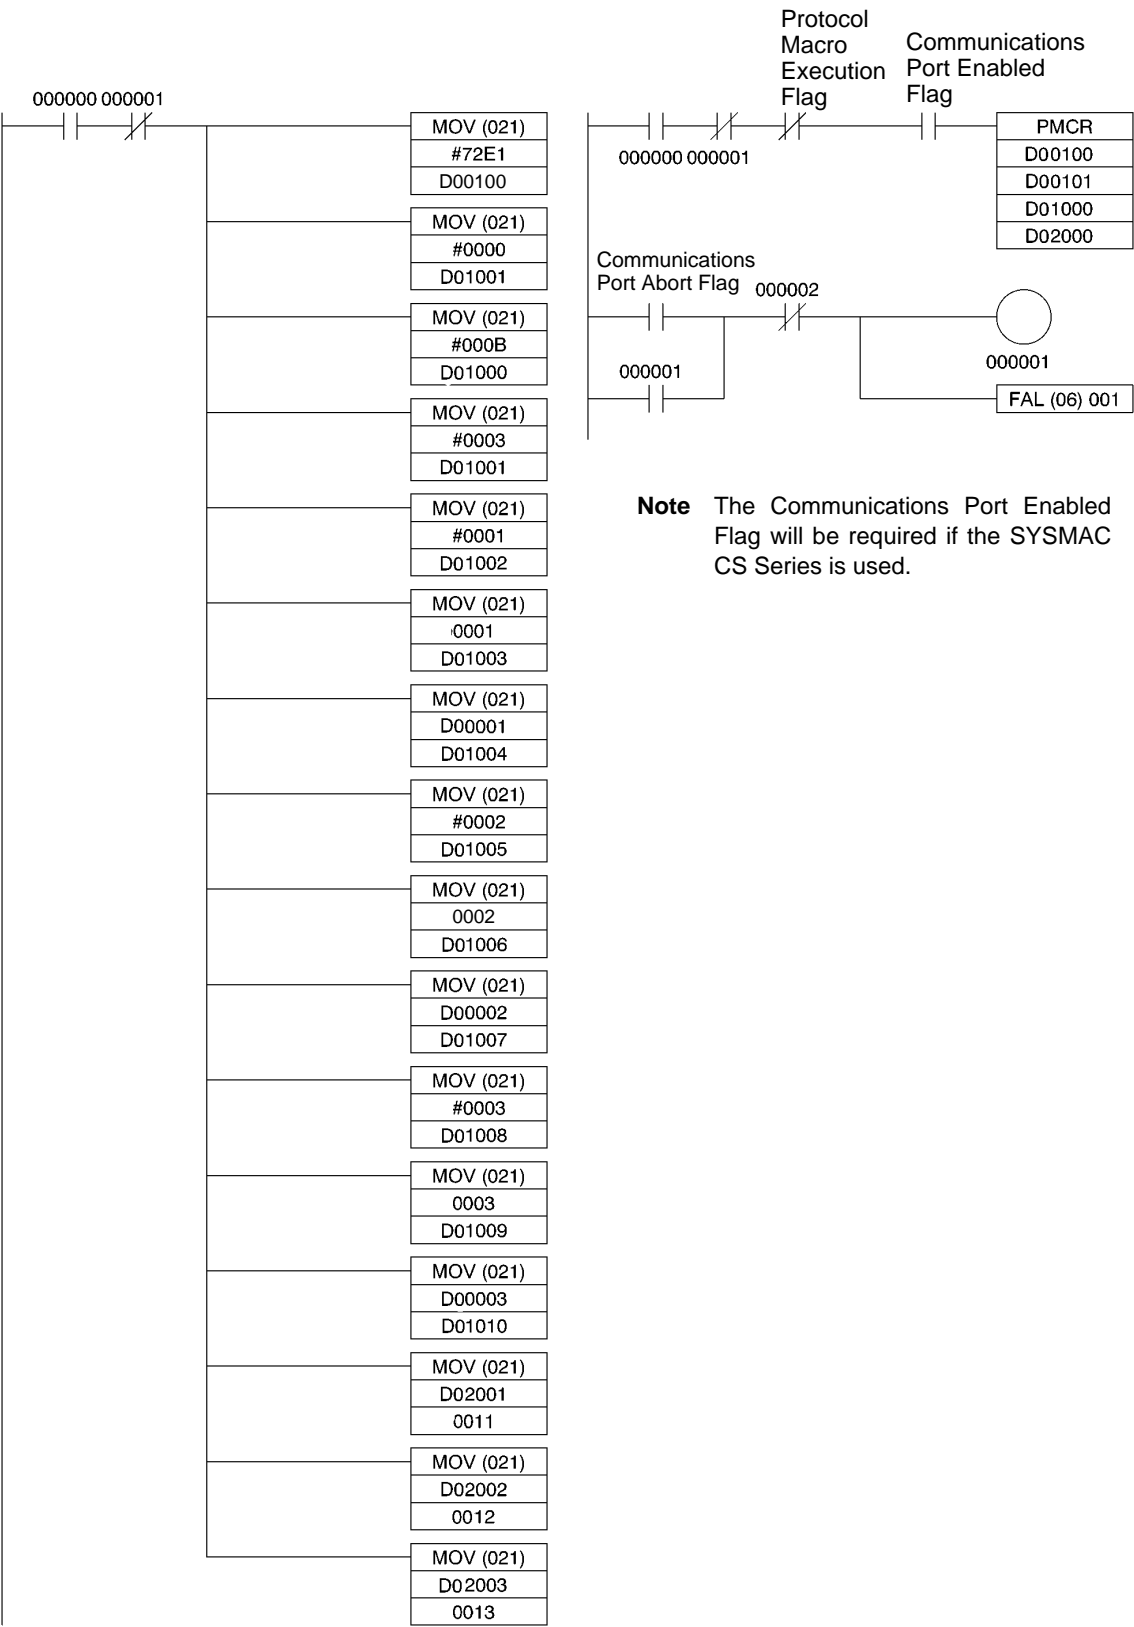 000000 000001
MOV (021)
#72E1
D00100
MOV (021)
#0000
D01001
MOV (021)
#000B
D01000
MOV (021)
#0003
D01001
MOV (021)
#0001
D01002
MOV (021)
0001
D01003
MOV (021)
D00001
D01004
MOV (021)
#0002
D01005
MOV (021)
0002
D01006
MOV (021)
D00002
D01007
MOV (021)
#0003
D01008
MOV (021)
0003
D01009
MOV (021)
D00003
D01010
MOV (021)
D02001
0011
MOV (021)
D02002
0012
MOV (021)
D02003
0013
Protocol
Macro
Execution
Flag
Communications
Port Enabled
Flag
000000 000001
PMCR
D00100
D00101
D01000
D02000
Communications
Port Abort Flag
000002
000001
000001
FAL (06) 001
Note The Communications Port Enabled
Flag will be required if the SYSMAC
CS Series is used.